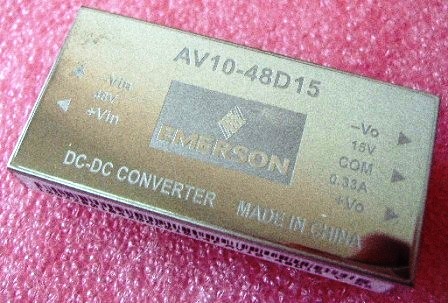 AV10-48D15
-Vin
48V
+Vin
EMERSON
–Vo
15V
COM
0.33A
+Vo
DC-DC CONVERTER
MADE IN CHINA